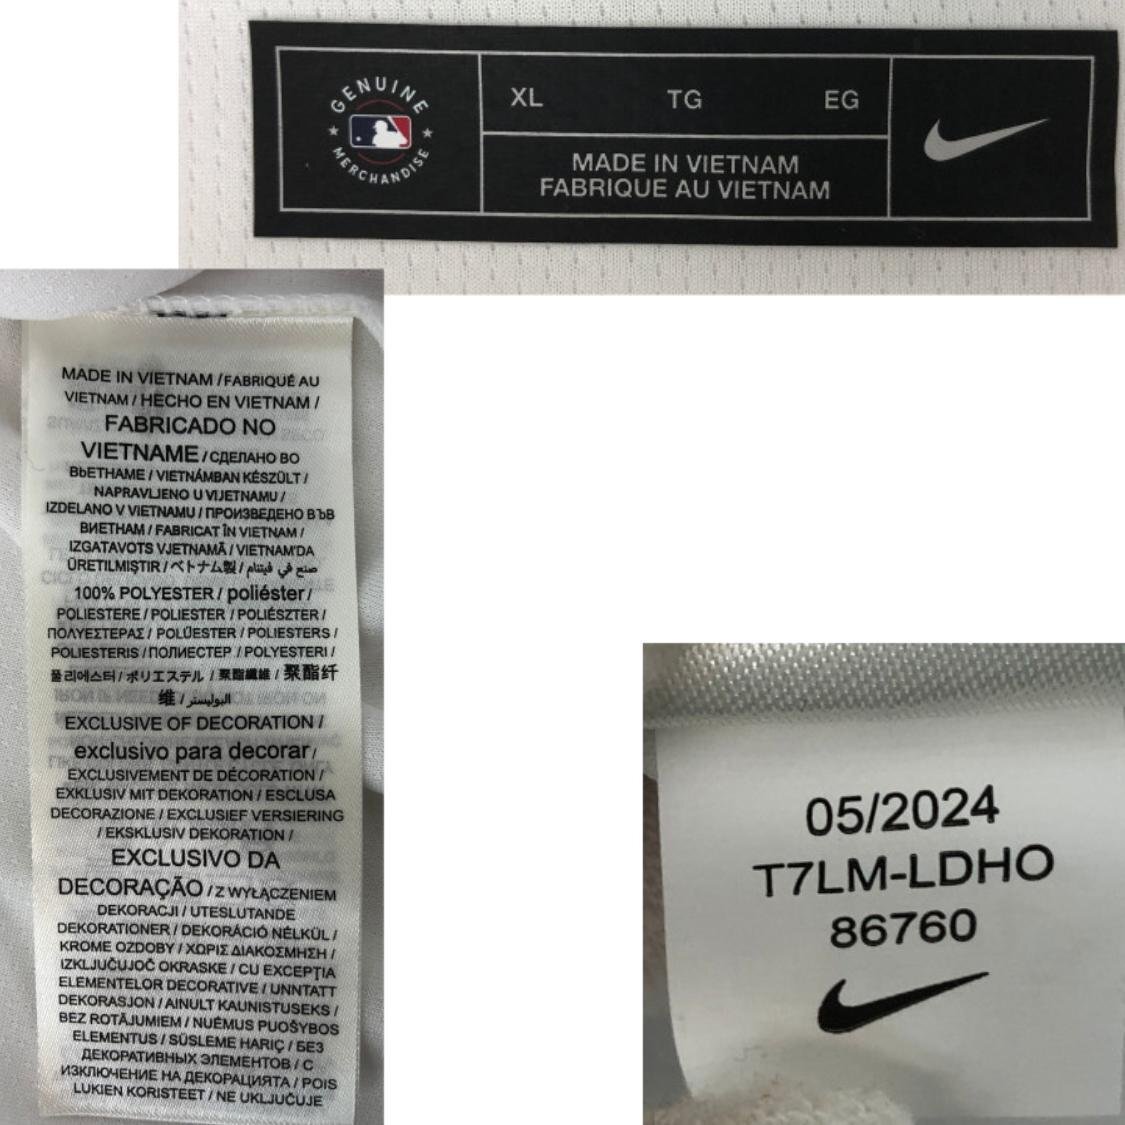 GENUINE
MERCHANDISE
XL TG EG
MADE IN VIETNAM
FABRIQUE AU VIETNAM
MADE IN VIETNAM / FABRIQUÉ AU
VIETNAM / HECHO EN VIETNAM /
FABRICADO NO
VIETNAME / СДЕЛАНО ВО
ВЬЕТНАМЕ / VIETNÁMBAN KÉSZÜLT /
NAPRAVLJENO U VIJETNAMU /
IZDELANO V VIETNAMU / ПРОИЗВЕДЕНО ВЪВ
ВИЕТНАМ / FABRICAT ÎN VIETNAM /
IZGATAVOTS VJETNAMĀ / VIETNAM'DA
ÜRETILMIŞTIR / ベトナム製 / صنع في فيتنام
100% POLYESTER / poliéster /
POLIESTERE / POLIESTER / POLIÉSZTER /
ΠΟΛΥΕΣΤΕΡΑΣ / POLÜESTER / POLIESTERS /
POLIESTERIS / ПОЛИЕСТЕР / POLYESTERI /
폴리에스터 / ポリエステル / 聚酯纖維 / 聚酯纤
维 / البوليستر
EXCLUSIVE OF DECORATION /
exclusivo para decorar /
EXCLUSIVEMENT DE DÉCORATION /
EXKLUSIV MIT DEKORATION / ESCLUSA
DECORAZIONE / EXCLUSIEF VERSIERING
/ EKSKLUSIV DEKORATION /
EXCLUSIVO DA
DECORAÇÃO / Z WYŁĄCZENIEM
DEKORACJI / UTESLUTANDE
DEKORATIONER / DEKORÁCIÓ NÉLKÜL /
KROME OZDOBY / ΧΩΡΙΣ ΔΙΑΚΟΣΜΗΣΗ /
IZKLJUČUJOČ OKRASKE / CU EXCEPŢIA
ELEMENTELOR DECORATIVE / UNNTATT
DEKORASJON / AINULT KAUNISTUSEKS /
BEZ ROTĀJUMIEM / NUĖMUS PUOŠYBOS
ELEMENTUS / SÜSLEME HARIÇ / БЕЗ
ДЕКОРАТИВНЫХ ЭЛЕМЕНТОВ / С
ИЗКЛЮЧЕНИЕ НА ДЕКОРАЦИЯТА / POIS
LUKIEN KORISTEET / NE UKLJUČUJE
05/2024
T7LM-LDHO
86760